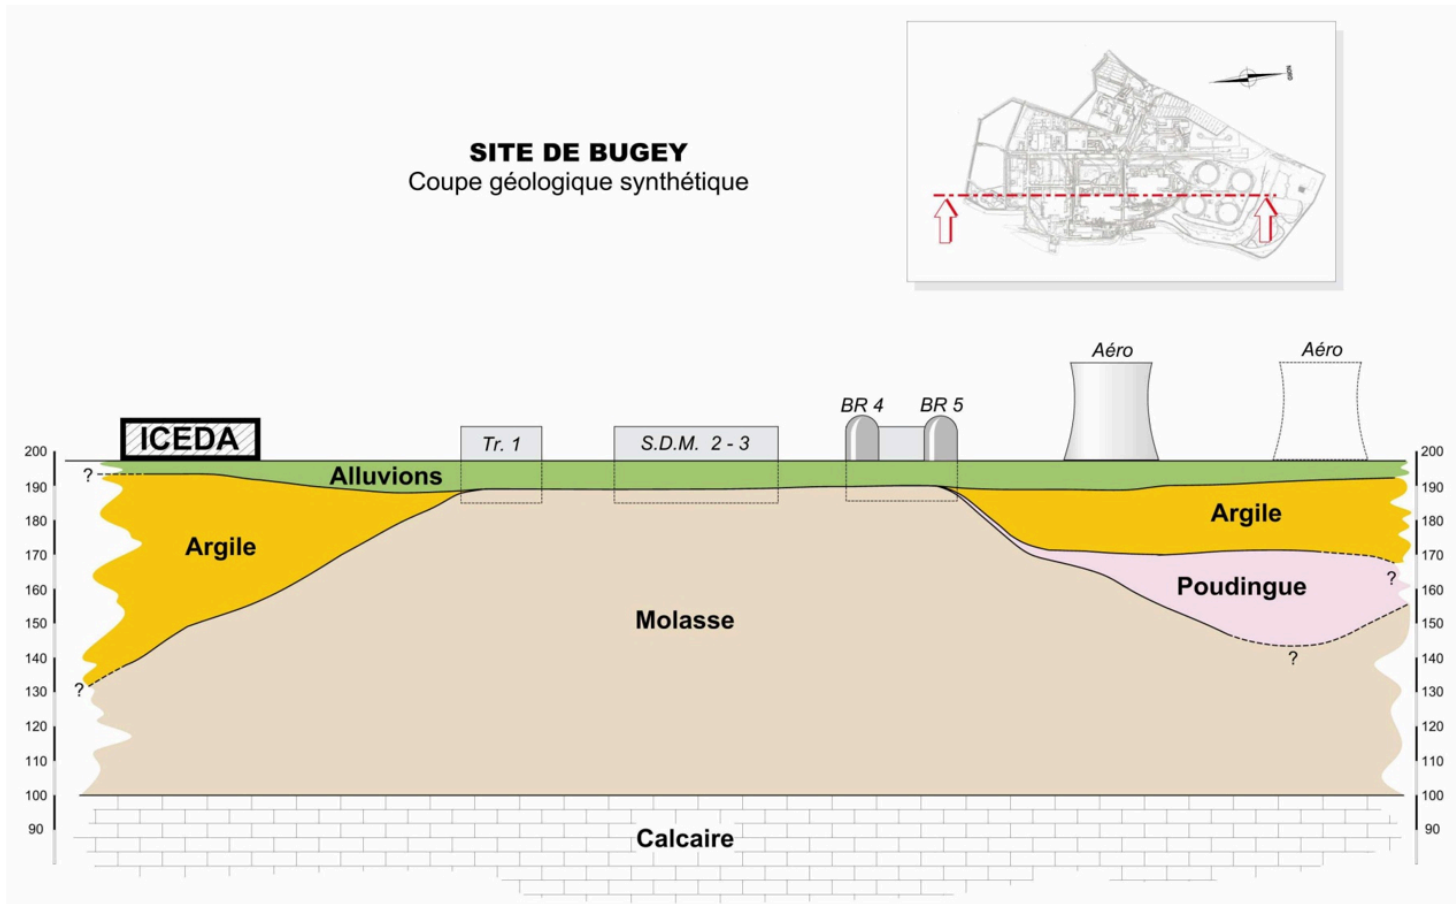 SITE DE BUGEY
Coupe géologique synthétique
NORD
Aéro
Aéro
BR 4
BR 5
ICEDA
Tr. 1
S.D.M. 2 - 3
200
200
?
Alluvions
190
190
Argile
180
180
Argile
170
170
?
Poudingue
160
160
Molasse
150
150
140
140
?
?
130
130
120
120
110
110
100
100
90
90
Calcaire